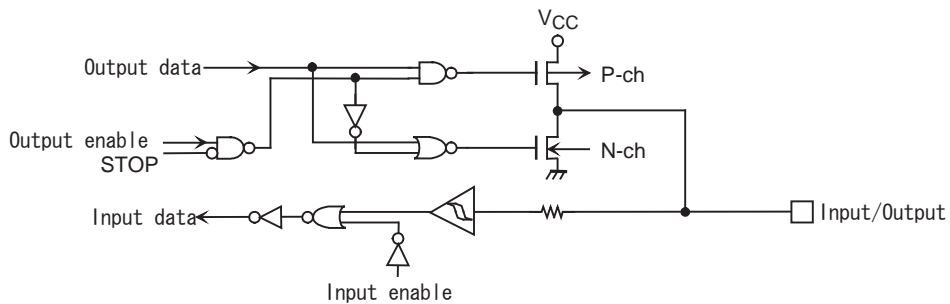 VCC
Output data
P-ch
Output enable
STOP
N-ch
Input data
Input/Output
Input enable